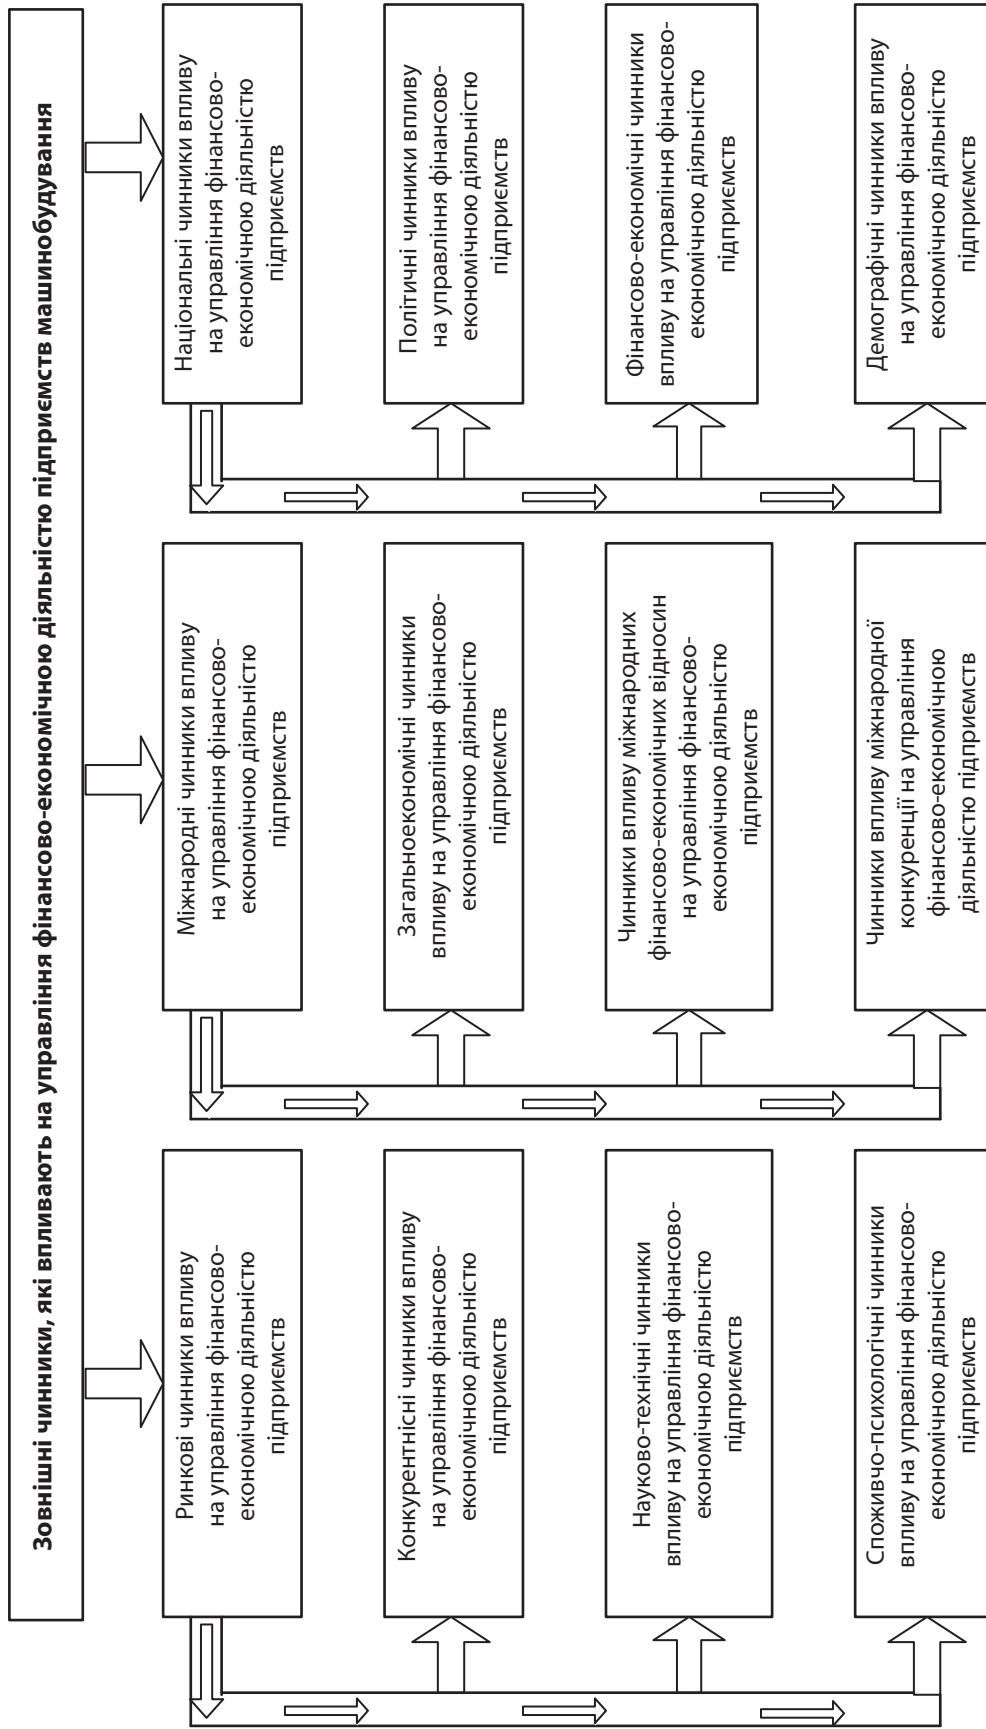 Зовнішні чинники, які впливають на управління фінансово-економічною діяльністю підприємств машинобудування
Ринкові чинники впливу
на управління фінансово-
економічною діяльністю
підприємств
Конкурентнісні чинники впливу
на управління фінансово-
економічною діяльністю
підприємств
Науково-технічні чинники
впливу на управління фінансово-
економічною діяльністю
підприємств
Споживчо-психологічні чинники
впливу на управління фінансово-
економічною діяльністю
підприємств
Міжнародні чинники впливу
на управління фінансово-
економічною діяльністю
підприємств
Загальноекономічні чинники
впливу на управління фінансово-
економічною діяльністю
підприємств
Чинники впливу міжнародних
фінансово-економічних відносин
на управління фінансово-
економічною діяльністю
підприємств
Чинники впливу міжнародної
конкуренції на управління
фінансово-економічною
діяльністю підприємств
Національні чинники впливу
на управління фінансово-
економічною діяльністю
підприємств
Політичні чинники впливу
на управління фінансово-
економічною діяльністю
підприємств
Фінансово-економічні чинники
впливу на управління фінансово-
економічною діяльністю
підприємств
Демографічні чинники впливу
на управління фінансово-
економічною діяльністю
підприємств